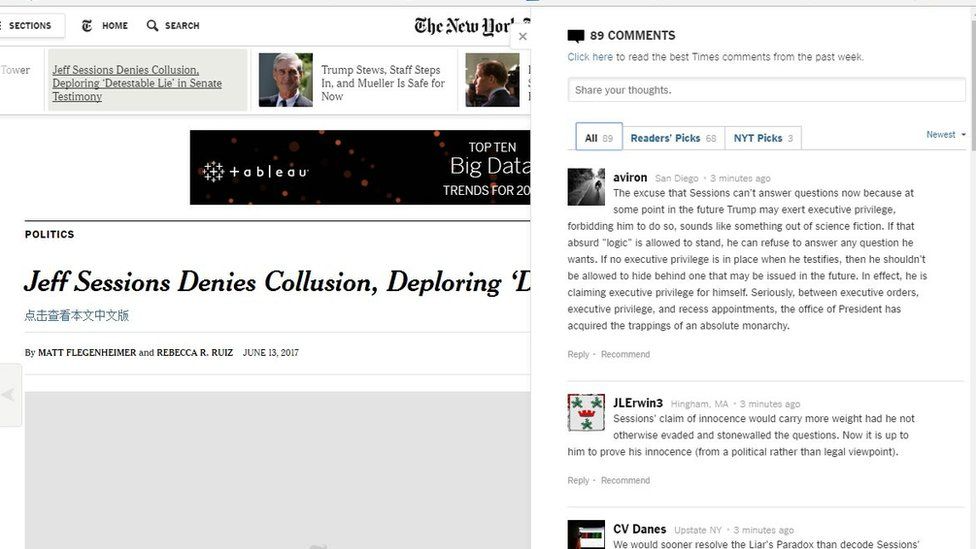 SECTIONS
HOME
SEARCH
The New York
Tower
Jeff Sessions Denies Collusion,
Deploring ‘Detestable Lie’ in Senate
Testimony
Trump Stews, Staff Steps
In, and Mueller Is Safe for
Now
+ableau
TOP TEN
Big Data
TRENDS FOR 20
POLITICS
Jeff Sessions Denies Collusion, Deploring ‘D
点击查看本文中文版
By MATT FLEGENHEIMER and REBECCA R. RUIZ JUNE 13, 2017
89 COMMENTS
Click here to read the best Times comments from the past week.
Share your thoughts.
All 89
Readers' Picks 68
NYT Picks 3
Newest
aviron San Diego · 3 minutes ago
The excuse that Sessions can't answer questions now because at
some point in the future Trump may exert executive privilege,
forbidding him to do so, sounds like something out of science fiction. If that
absurd "logic" is allowed to stand, he can refuse to answer any question he
wants. If no executive privilege is in place when he testifies, then he shouldn't
be allowed to hide behind one that may be issued in the future. In effect, he is
claiming executive privilege for himself. Seriously, between executive orders,
executive privilege, and recess appointments, the office of President has
acquired the trappings of an absolute monarchy.
Reply · Recommend
JLErwin3 Hingham, MA · 3 minutes ago
Sessions' claim of innocence would carry more weight had he not
otherwise evaded and stonewalled the questions. Now it is up to
him to prove his innocence (from a political rather than legal viewpoint).
Reply · Recommend
CV Danes Upstate NY · 3 minutes ago
We would sooner resolve the Liar's Paradox than decode Sessions'